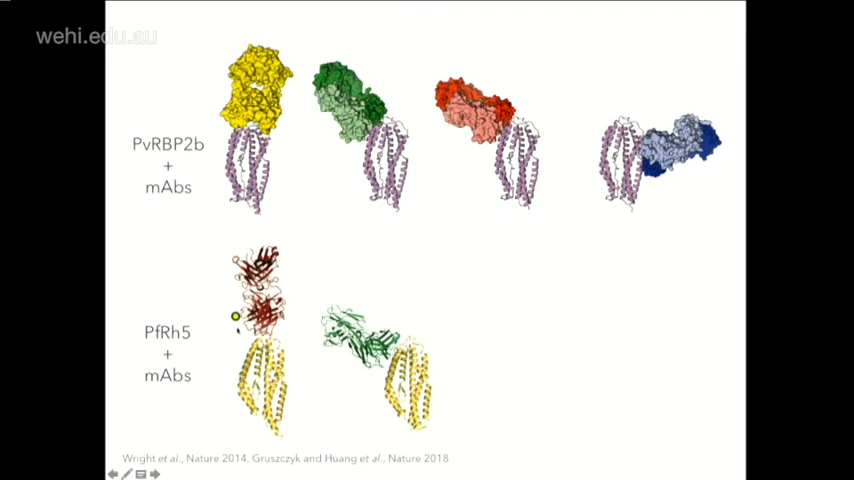 wehi.edu.au
PvRBP2b
+
mAbs
PfRh5
+
mAbs
Wright et al., Nature 2014, Gruszczyk and Huang et al., Nature 2018